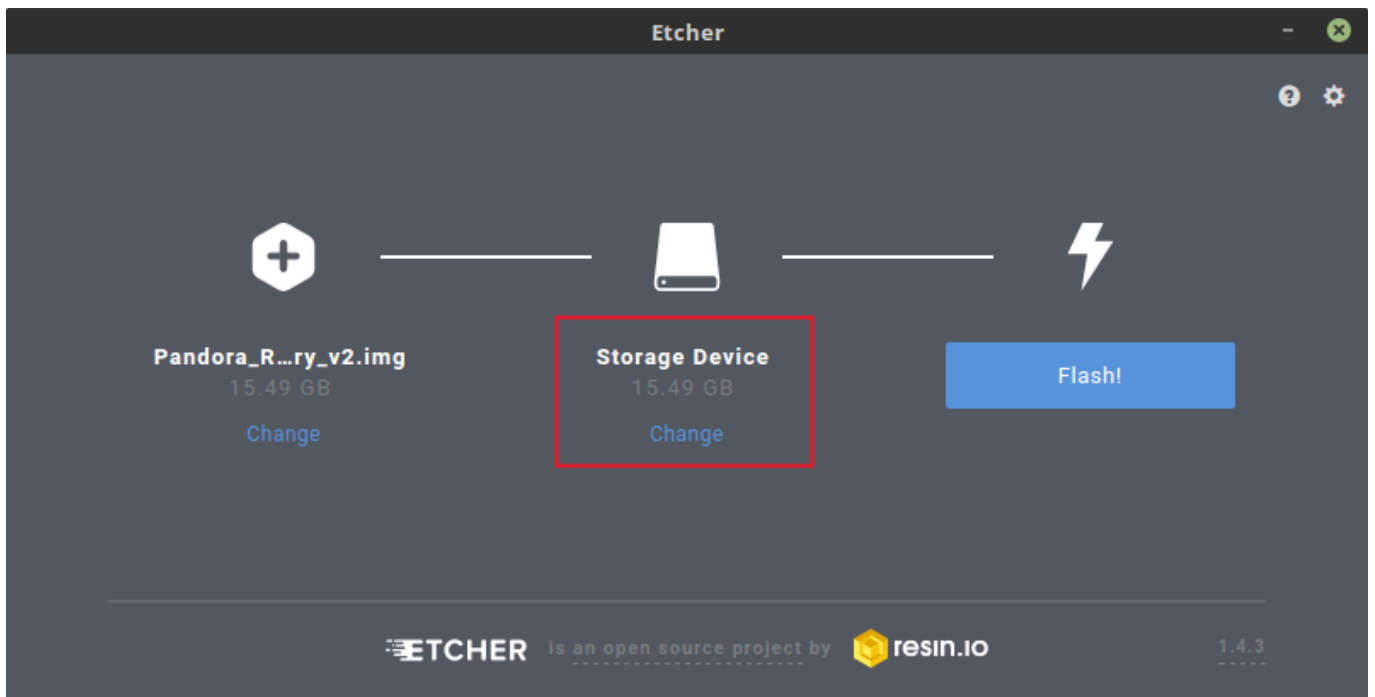 Etcher
Pandora_R...ry_v2.img
15.49 GB
Change
Storage Device
15.49 GB
Change
Flash!
ETCHER is an open source project by resin.io 1.4.3